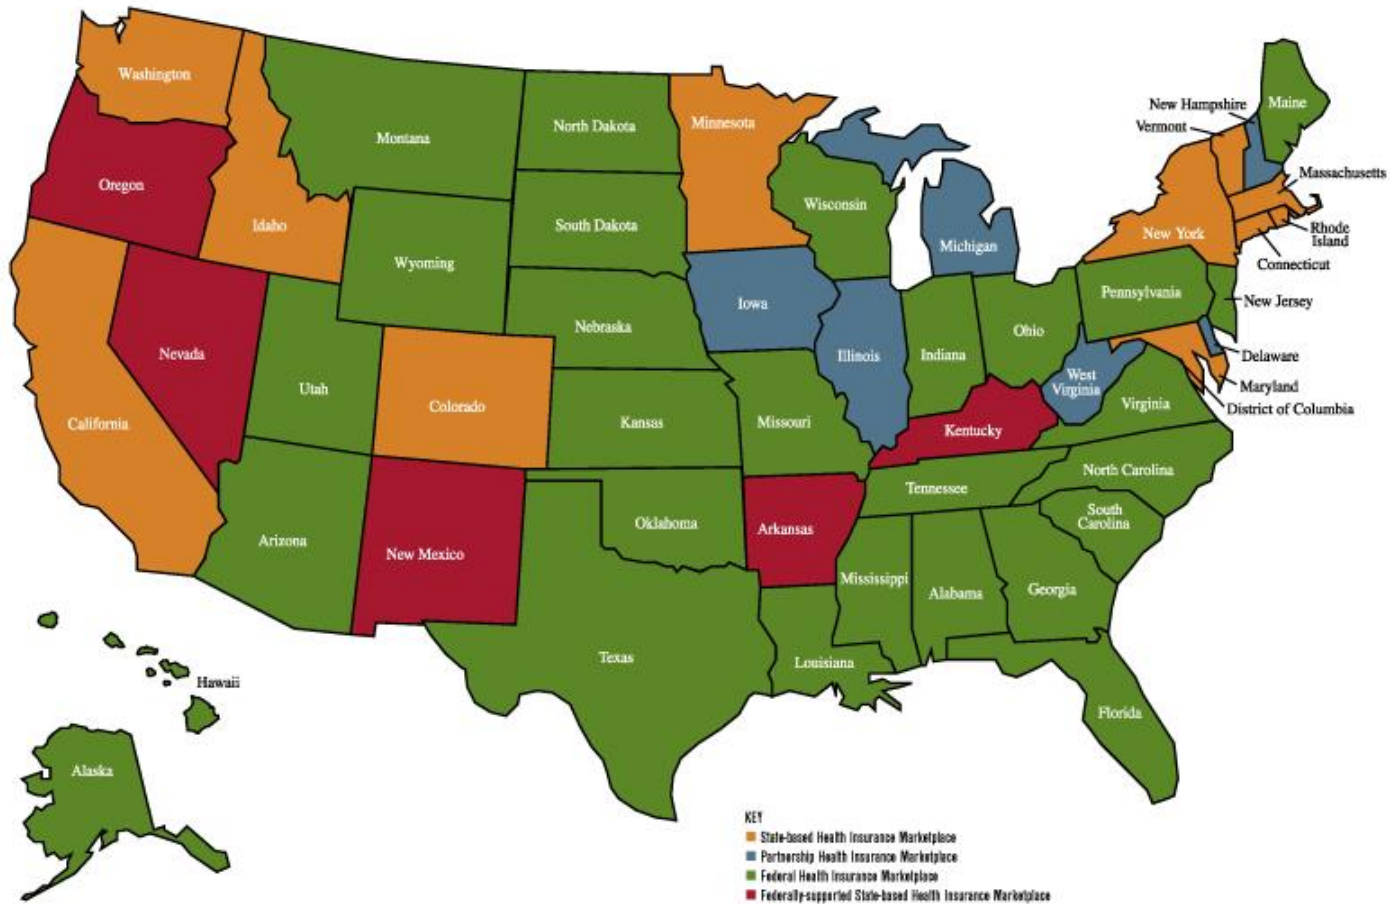 Washington
Oregon
Idaho
Montana
North Dakota
Minnesota
New Hampshire
Vermont
Maine
Massachusetts
Rhode
Island
Connecticut
New York
Wisconsin
Michigan
South Dakota
Wyoming
Iowa
Pennsylvania
New Jersey
Nebraska
Ohio
Illinois
Indiana
Delaware
Maryland
District of Columbia
West
Virginia
Virginia
Nevada
Utah
Colorado
California
Kansas
Missouri
Kentucky
North Carolina
Tennessee
South
Carolina
Oklahoma
Arkansas
Arizona
New Mexico
Mississippi
Alabama
Georgia
Texas
Louisiana
Florida
Hawaii
Alaska
KEY
State-based Health Insurance Marketplace
Partnership Health Insurance Marketplace
Federal Health Insurance Marketplace
Federally-supported State-based Health Insurance Marketplace